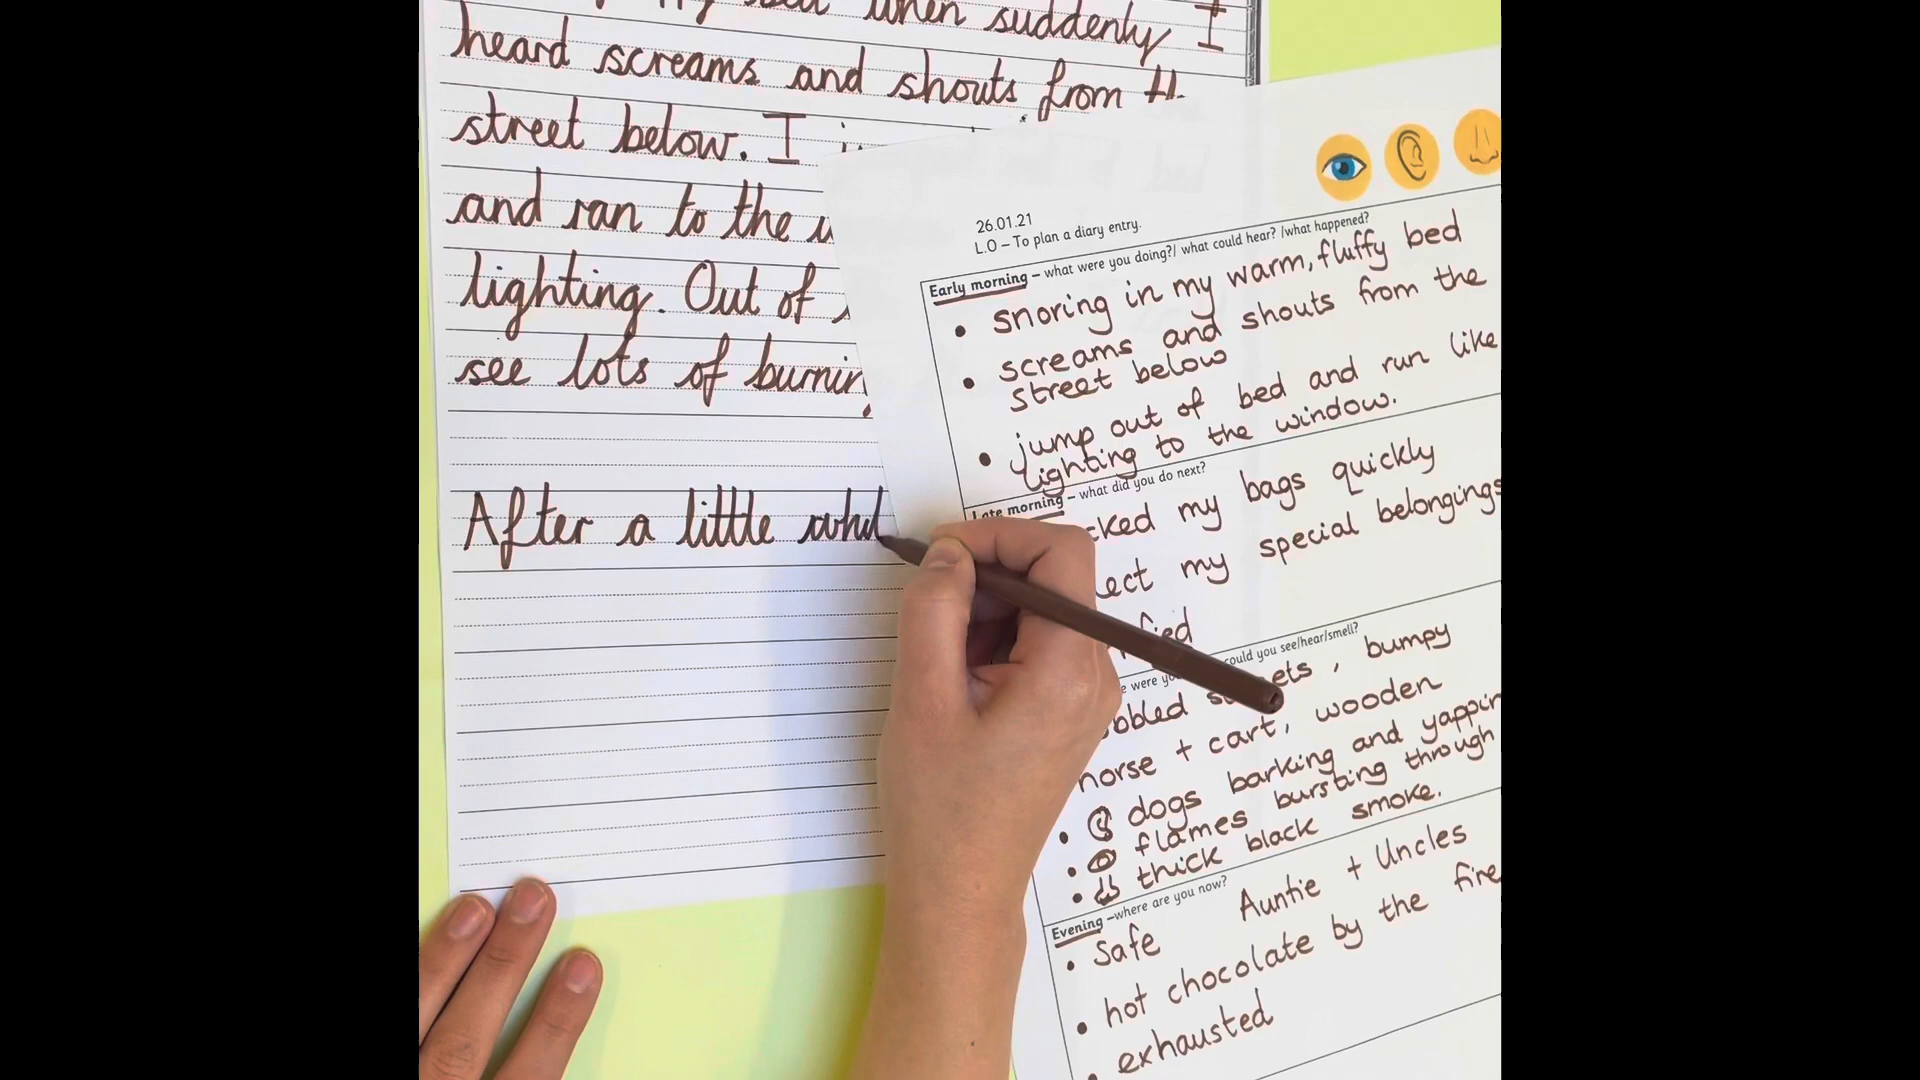 when suddenly I
heard screams and shouts from
street below. I
and ran to the
lighting. Out of
see lots of
After a little
26.01.21
L.O – To plan a diary entry.
Early morning – what were you doing?/ what could hear? /what happened?
• snoring in my warm, fluffy bed
• screams and shouts from the
street below
• jump out of bed and run like
lighting to the window.
Late morning – what did you do next?
my bags quickly
my special belongings
could you see/hear/smell?
, bumpy
+ cart, wooden
• dogs barking and
• flames bursting through
• thick black smoke.
Evening –where are you now?
• Safe Auntie + Uncles
• hot chocolate by the fire
• exhausted